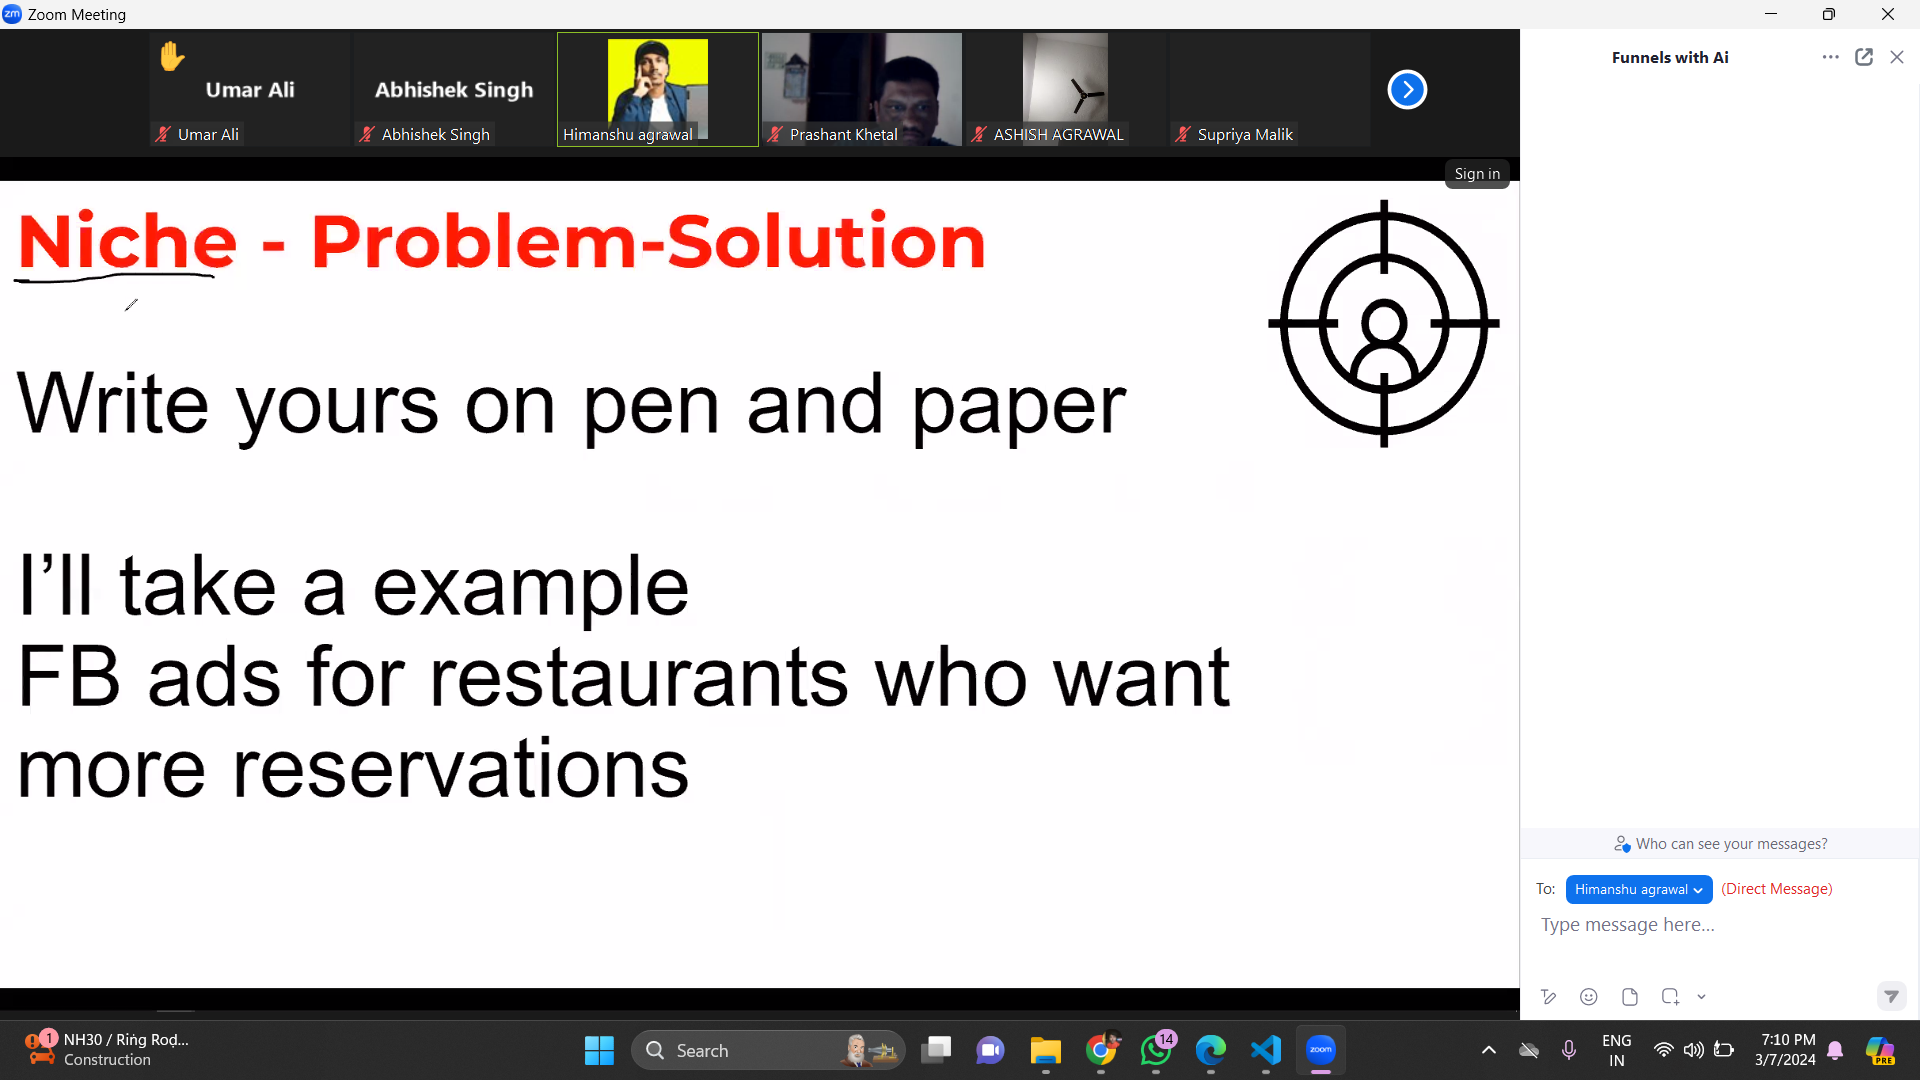 zm Zoom Meeting
Umar Ali
Abhishek Singh
Umar Ali
Abhishek Singh
Himanshu agrawal
Prashant Khetal
ASHISH AGRAWAL
Supriya Malik
Sign in
Niche - Problem-Solution
Write yours on pen and paper
I'll take a example
FB ads for restaurants who want
more reservations
Funnels with Ai
Who can see your messages?
To: Himanshu agrawal (Direct Message)
Type message here...
1
NH30 / Ring Rod...
Construction
Search
14
zoom
ENG
IN
7:10 PM
3/7/2024
PRE